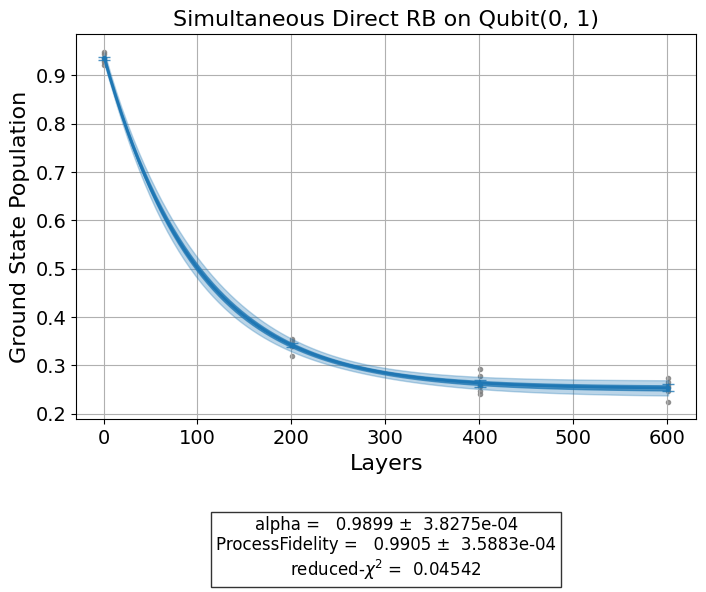 Simultaneous Direct RB on Qubit(0, 1)
Ground State Population
0.9
0.8
0.7
0.6
0.5
0.4
0.3
0.2
0 100 200 300 400 500 600
Layers
alpha = 0.9899 ± 3.8275e-04
ProcessFidelity = 0.9905 ± 3.5883e-04
reduced-χ² = 0.04542